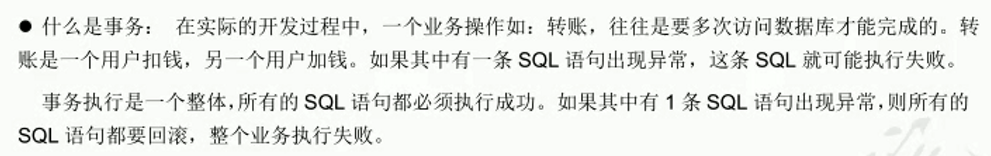 ● 什么是事务： 在实际的开发过程中，一个业务操作如：转账，往往是要多次访问数据库才能完成的。转
账是一个用户扣钱，另一个用户加钱。如果其中有一条 SQL 语句出现异常，这条 SQL 就可能执行失败。
事务执行是一个整体,所有的 SQL 语句都必须执行成功。如果其中有 1 条 SQL 语句出现异常,则所有的
SQL 语句都要回滚，整个业务执行失败。